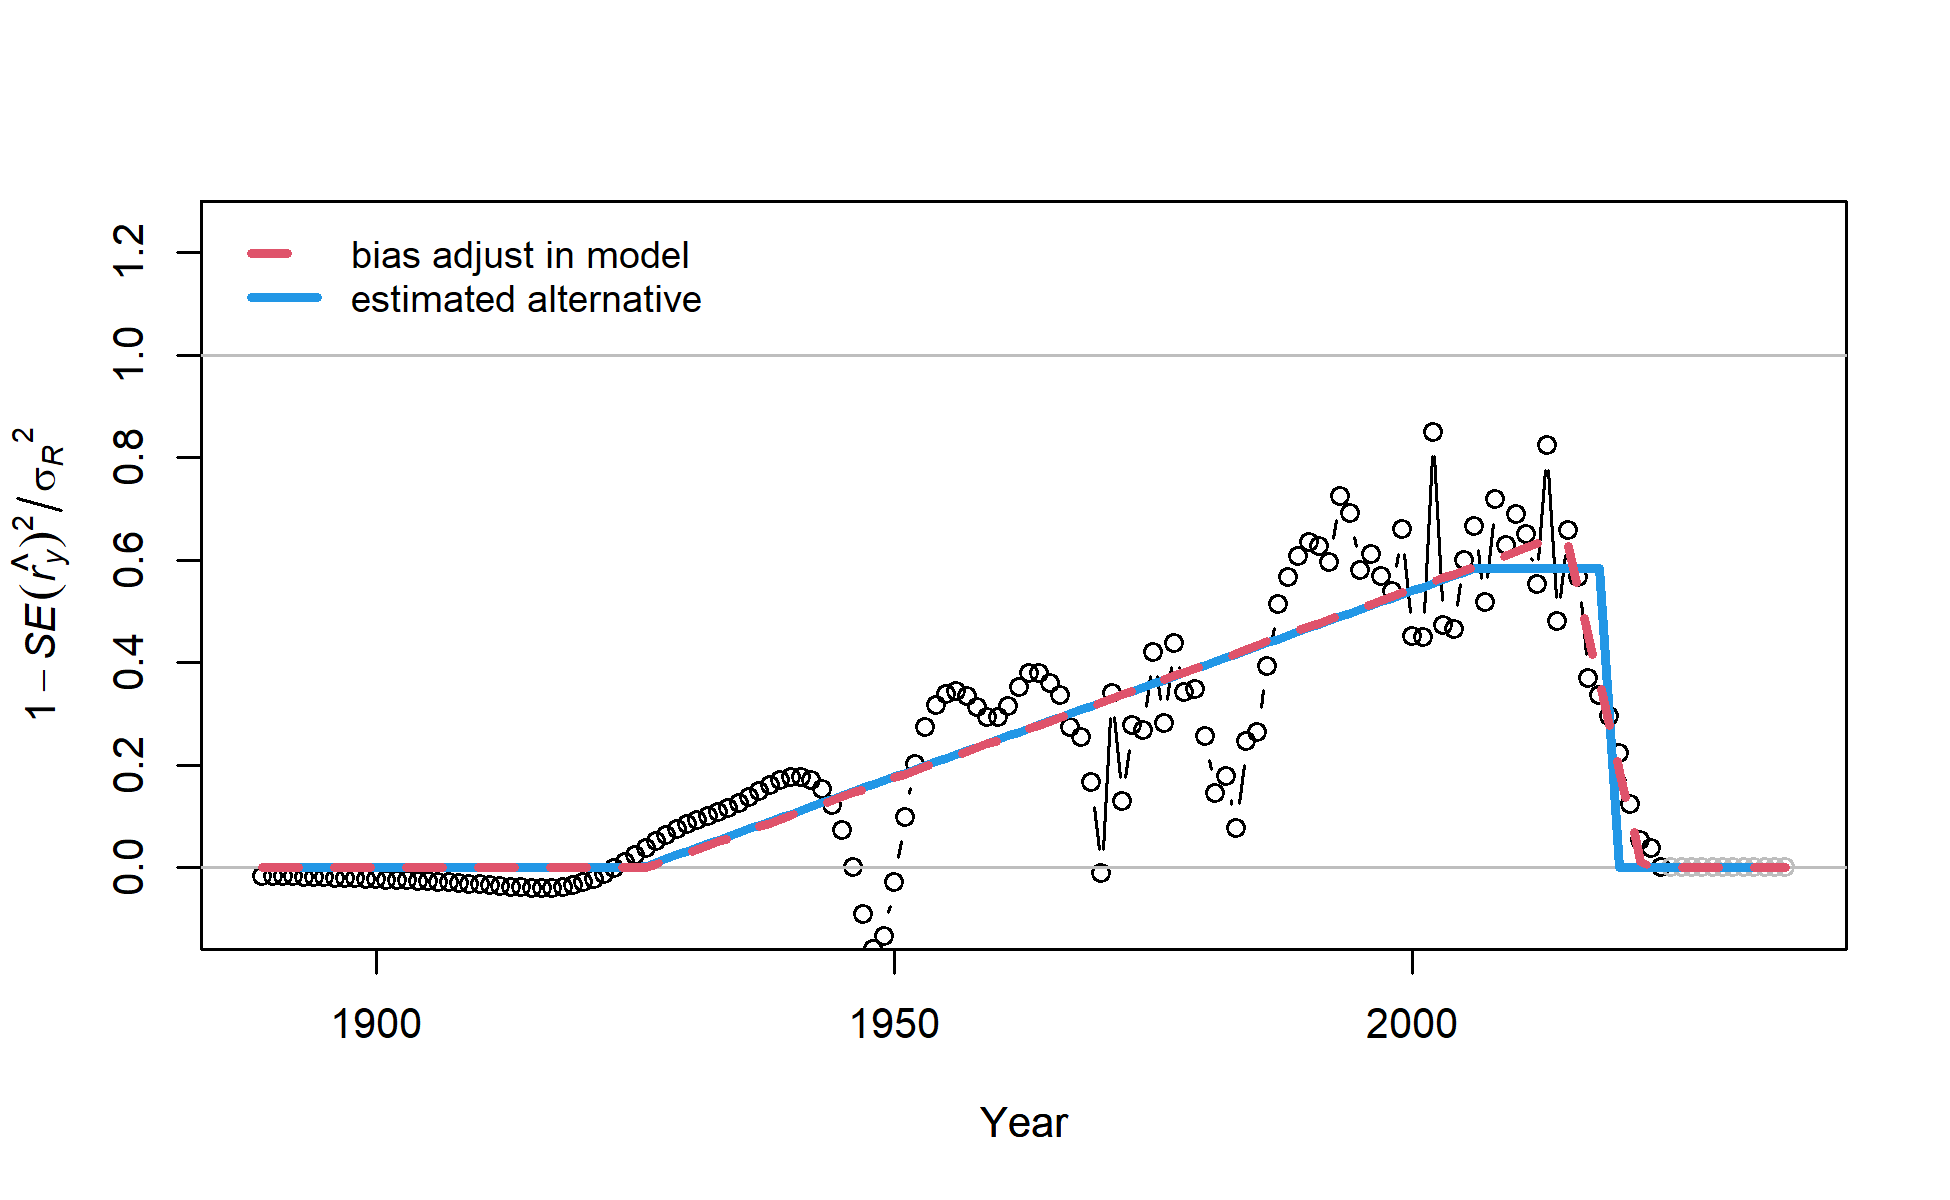 bias adjust in model
estimated alternative
1.2
1.0
0.8
0.6
0.4
0.2
0.0
1 − SE(r̂y)² / σR²
1900 1950 2000
Year